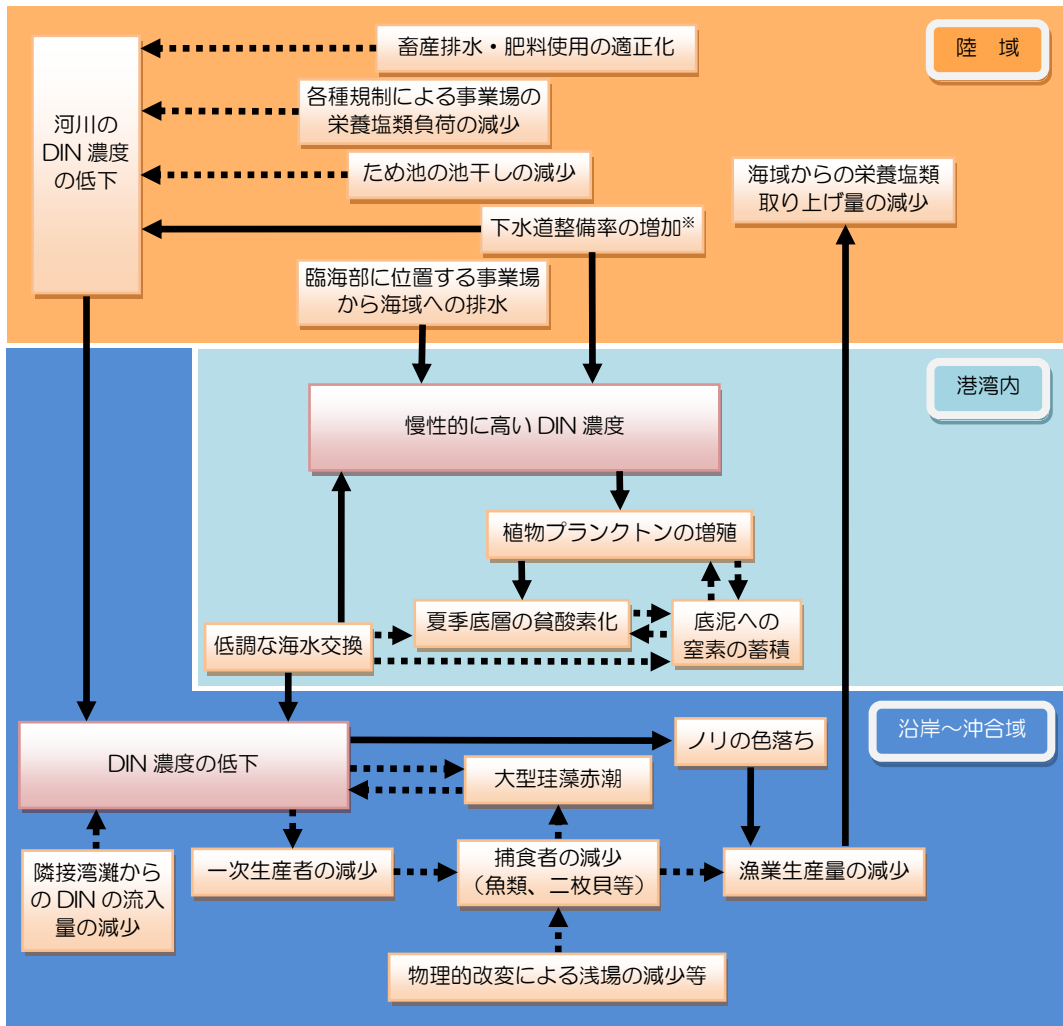 畜産排水・肥料使用の適正化
陸 域
各種規制による事業場の
栄養塩類負荷の減少
河川の
DIN 濃度
の低下
ため池の池干しの減少
海域からの栄養塩類
取り上げ量の減少
下水道整備率の増加※
臨海部に位置する事業場
から海域への排水
港湾内
慢性的に高い DIN 濃度
植物プランクトンの増殖
夏季底層の貧酸素化
底泥への
窒素の蓄積
低調な海水交換
沿岸～沖合域
DIN 濃度の低下
ノリの色落ち
大型珪藻赤潮
隣接湾灘から
の DIN の流入
量の減少
一次生産者の減少
捕食者の減少
（魚類、二枚貝等）
漁業生産量の減少
物理的改変による浅場の減少等